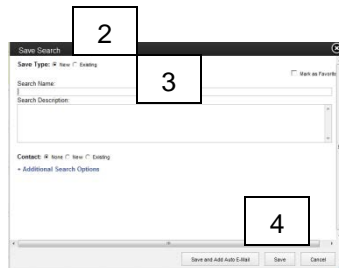 2
Save Search
Save Type: New Existing
3
Mark as Favorite
Search Name:
Search Description:
Contact: None New Existing
Additional Search Options
4
Save and Add Auto E-Mail Save Cancel